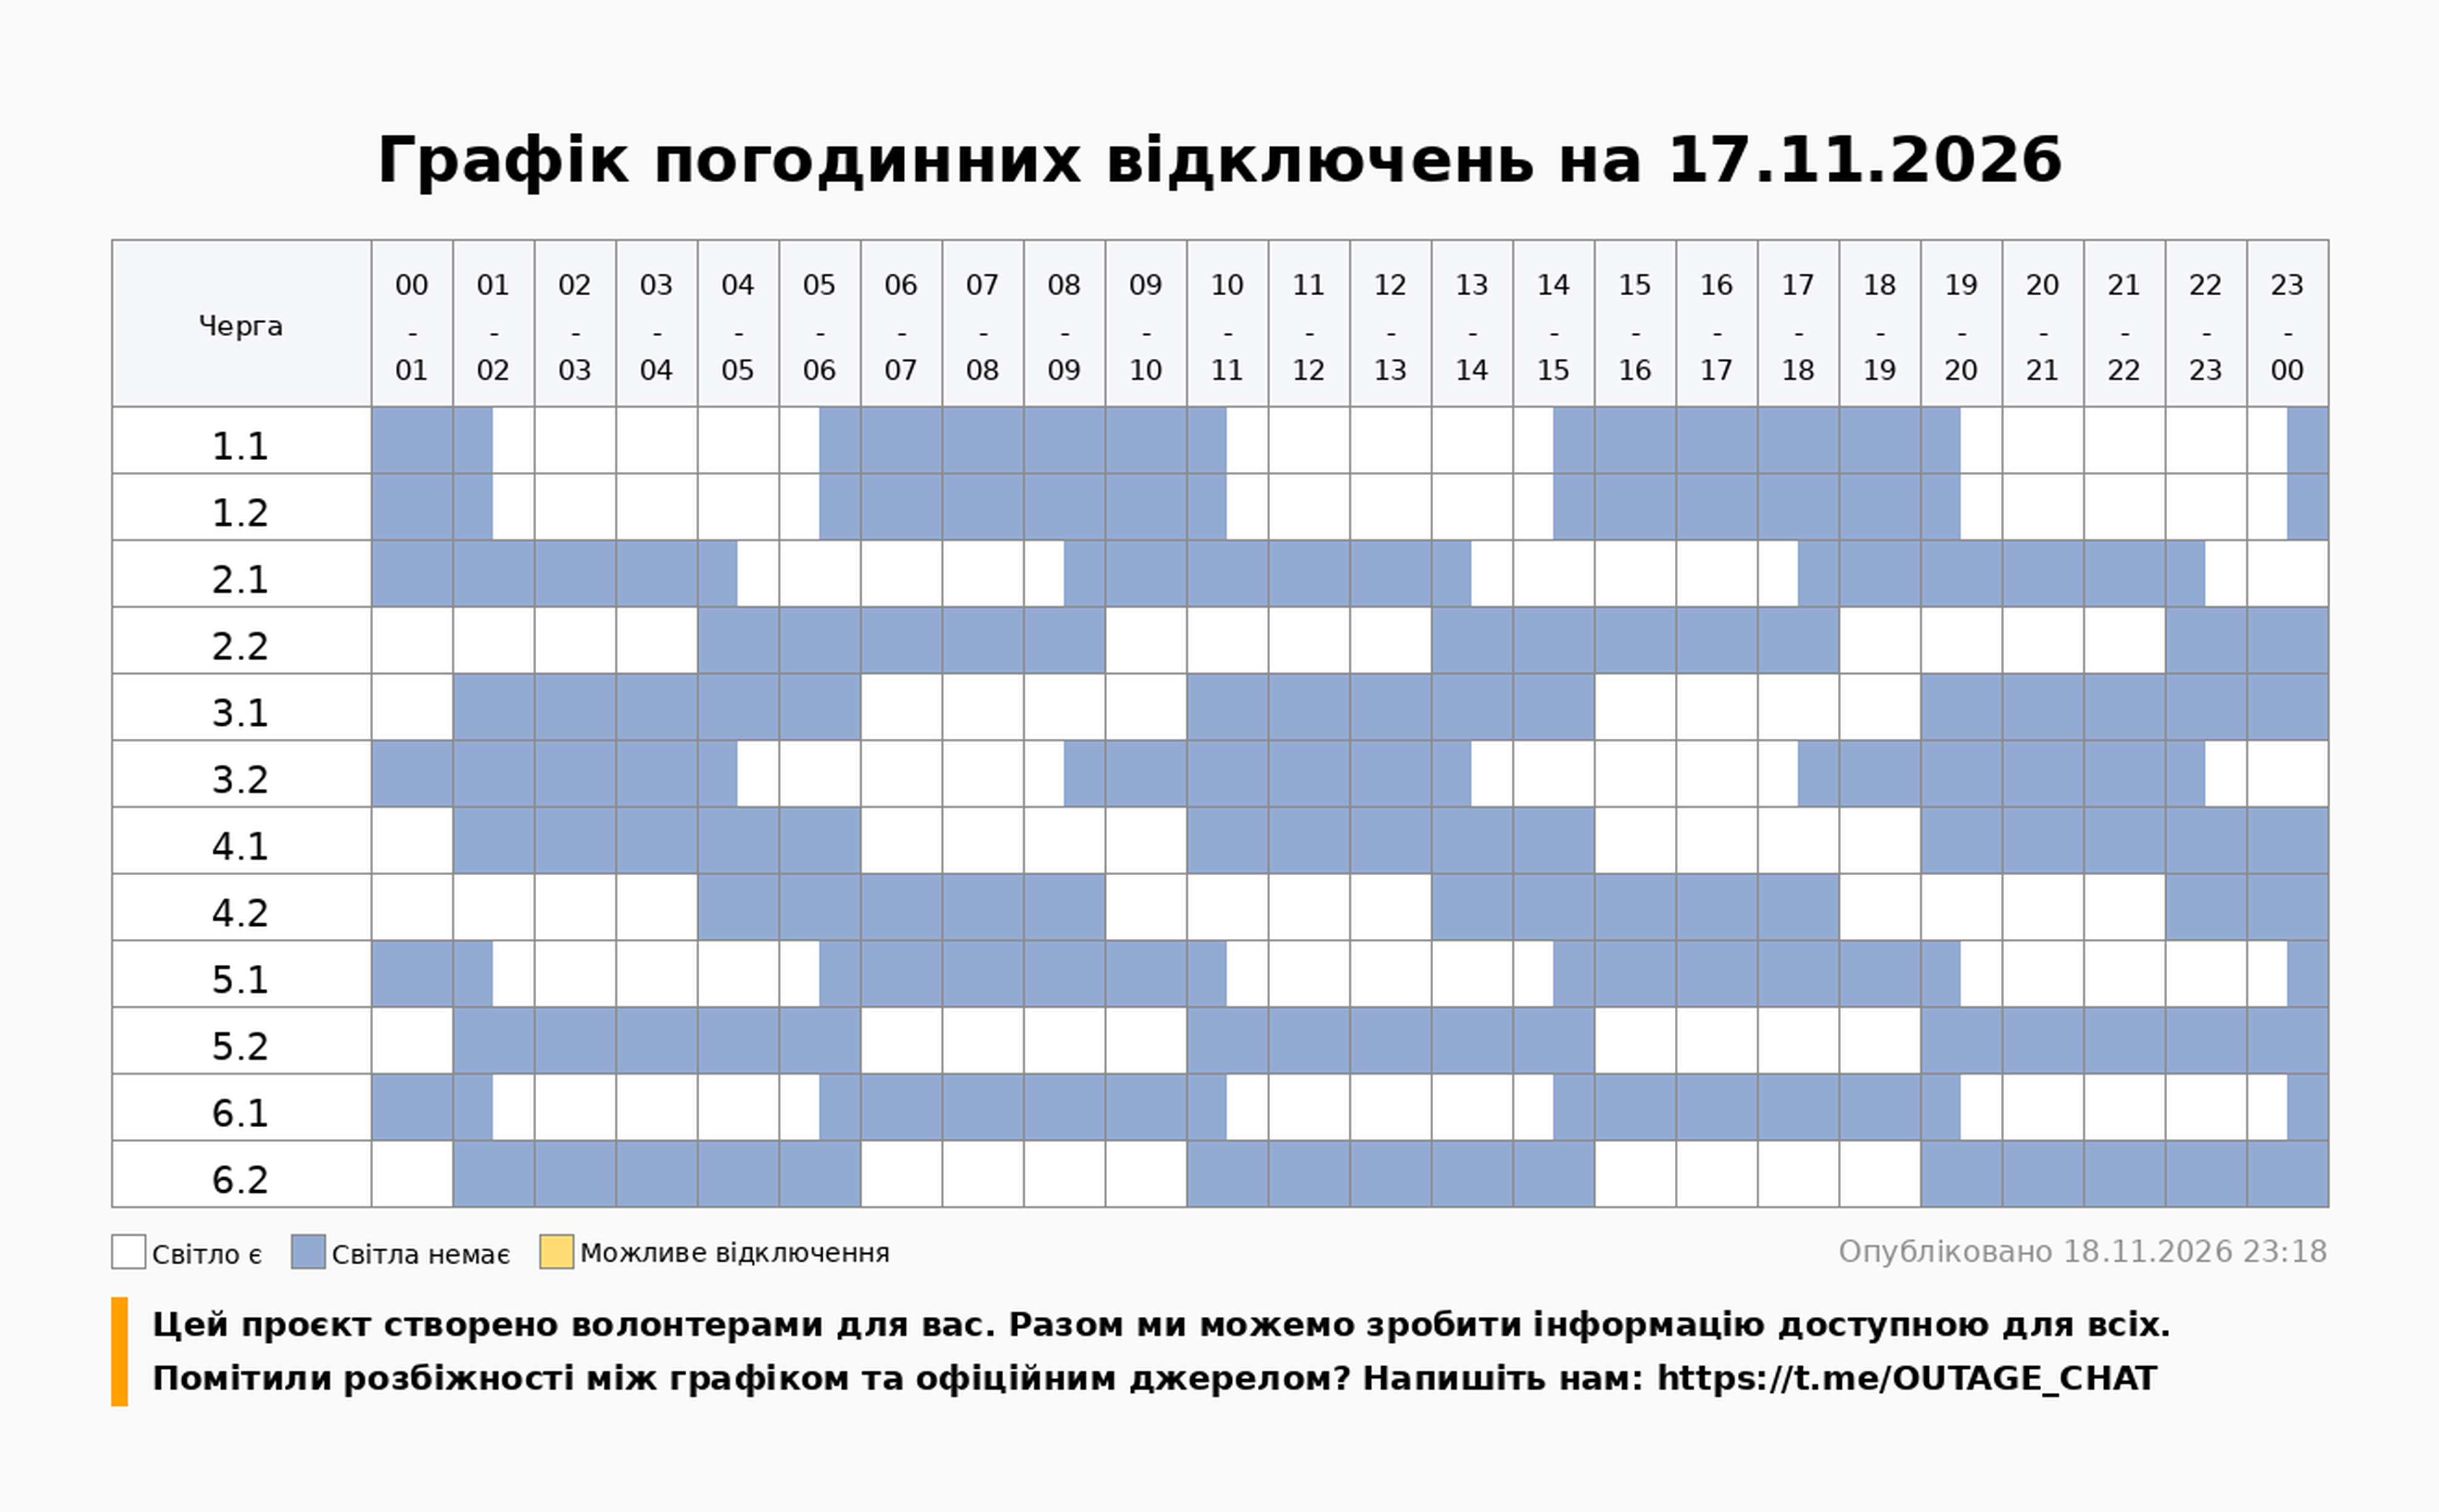 Графік погодинних відключень на 17.11.2026
Черга
00 01 02 03 04 05 06 07 08 09 10 11 12 13 14 15 16 17 18 19 20 21 22 23
- - - - - - - - - - - - - - - - - - - - - - - -
01 02 03 04 05 06 07 08 09 10 11 12 13 14 15 16 17 18 19 20 21 22 23 00
1.1
1.2
2.1
2.2
3.1
3.2
4.1
4.2
5.1
5.2
6.1
6.2
Світло є Світла немає Можливе відключення Опубліковано 18.11.2026 23:18
Цей проєкт створено волонтерами для вас. Разом ми можемо зробити інформацію доступною для всіх.
Помітили розбіжності між графіком та офіційним джерелом? Напишіть нам: https://t.me/OUTAGE_CHAT